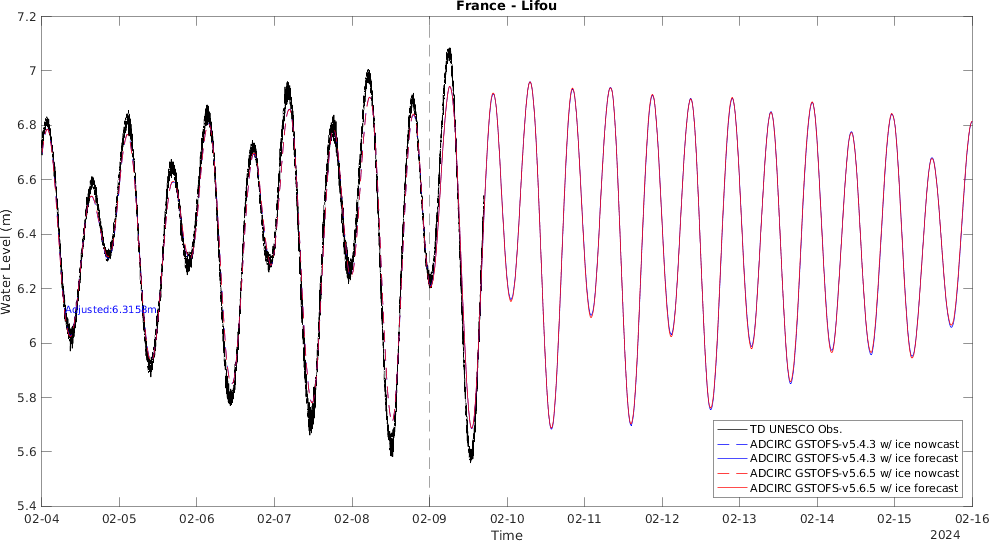 France - Lifou
7.2
7
6.8
6.6
6.4
6.2
6
5.8
5.6
5.4
Water Level (m)
Adjusted:6.3158m
TD UNESCO Obs.
ADCIRC GSTOFS-v5.4.3 w/ ice nowcast
ADCIRC GSTOFS-v5.4.3 w/ ice forecast
ADCIRC GSTOFS-v5.6.5 w/ ice nowcast
ADCIRC GSTOFS-v5.6.5 w/ ice forecast
02-04 02-05 02-06 02-07 02-08 02-09 02-10 02-11 02-12 02-13 02-14 02-15 02-16
Time
2024